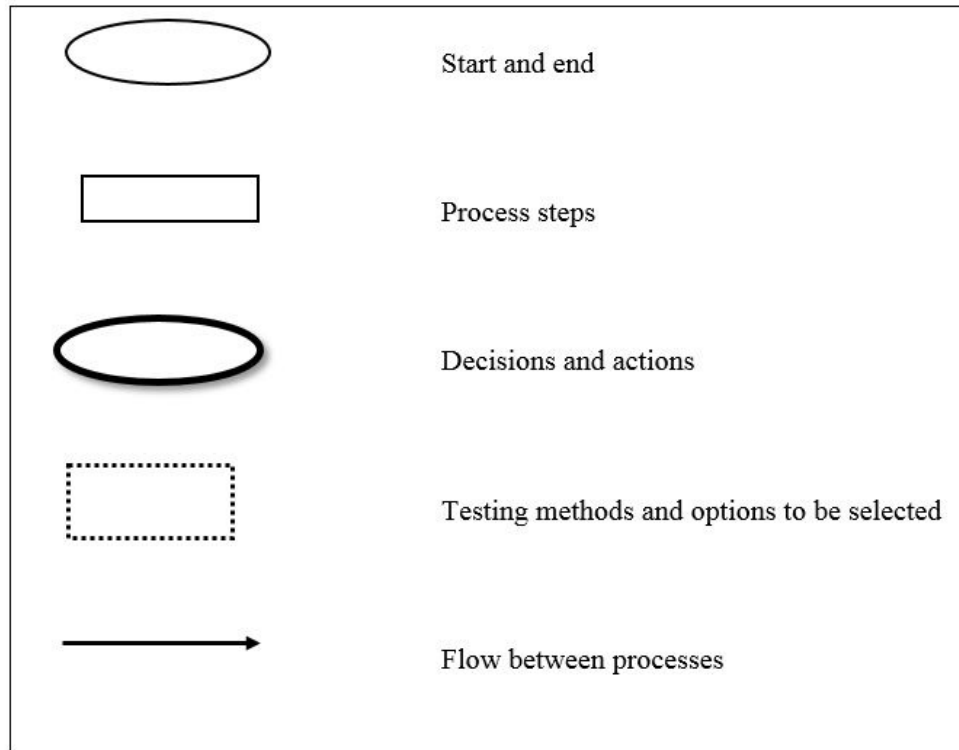 Start and end
Process steps
Decisions and actions
Testing methods and options to be selected
Flow between processes